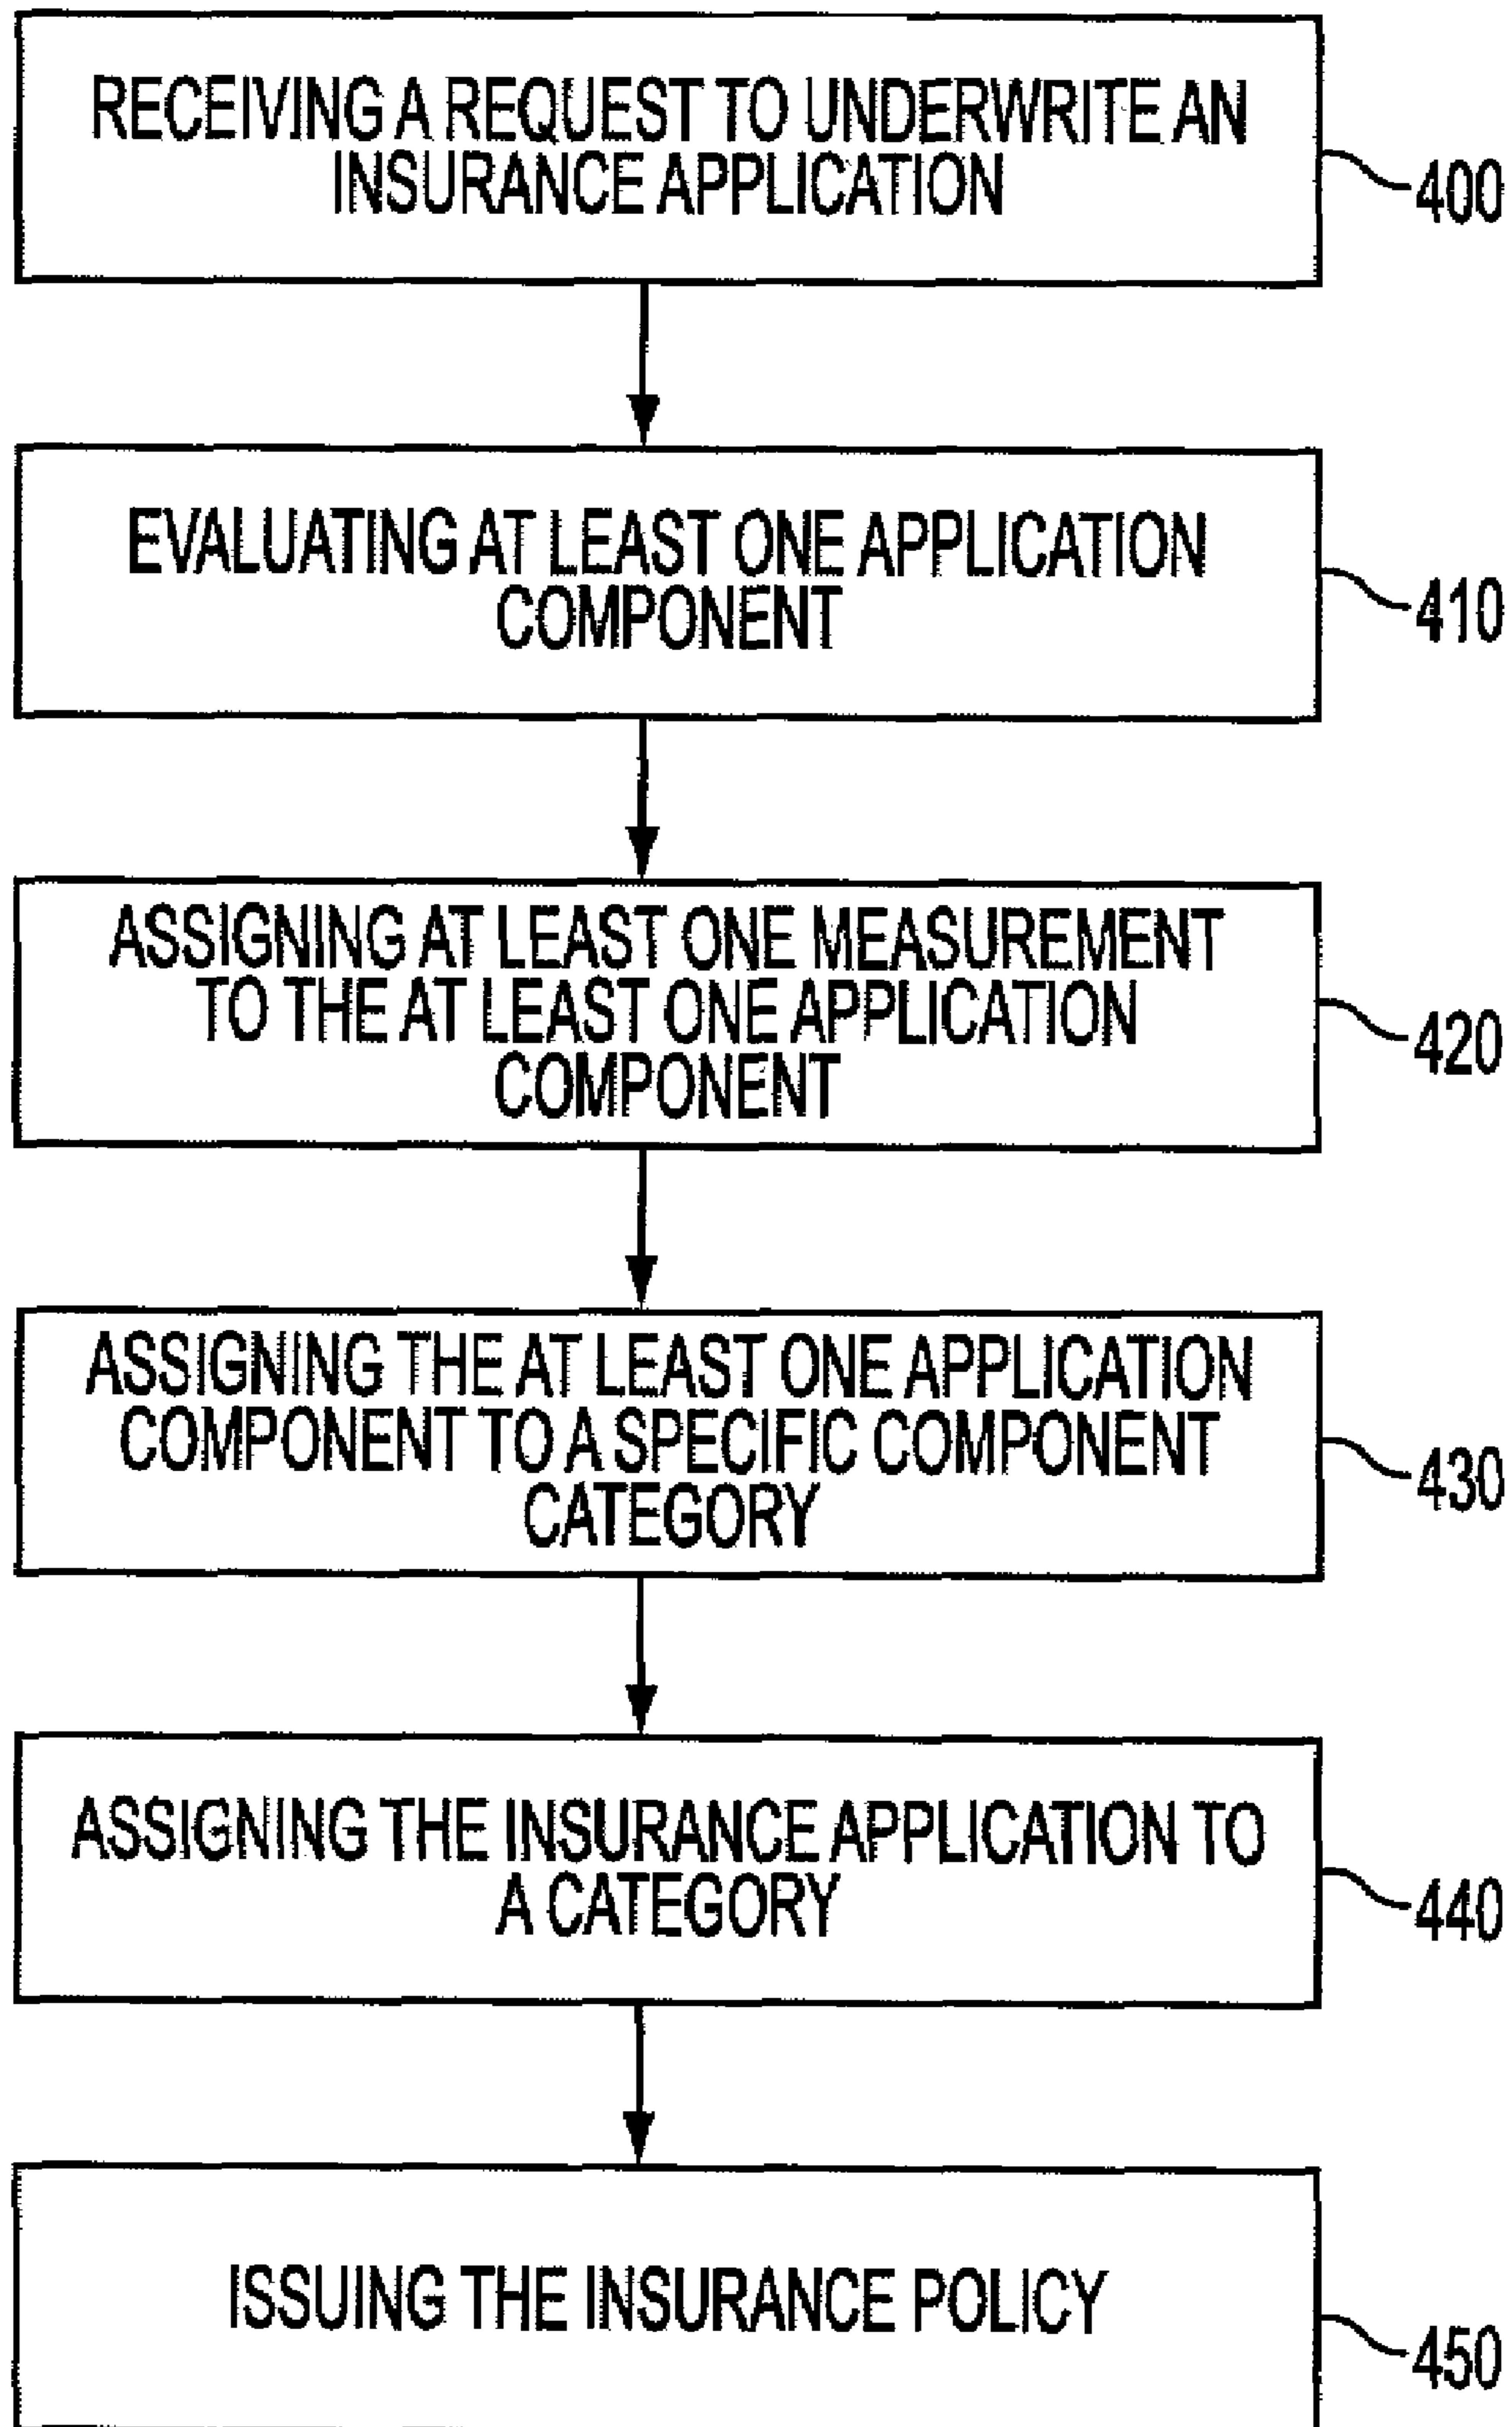 RECEIVING A REQUEST TO UNDERWRITE AN
INSURANCE APPLICATION
400
EVALUATING AT LEAST ONE APPLICATION
COMPONENT
410
ASSIGNING AT LEAST ONE MEASUREMENT
TO THE AT LEAST ONE APPLICATION
COMPONENT
420
ASSIGNING THE AT LEAST ONE APPLICATION
COMPONENT TO A SPECIFIC COMPONENT
CATEGORY
430
ASSIGNING THE INSURANCE APPLICATION TO
A CATEGORY
440
ISSUING THE INSURANCE POLICY
450